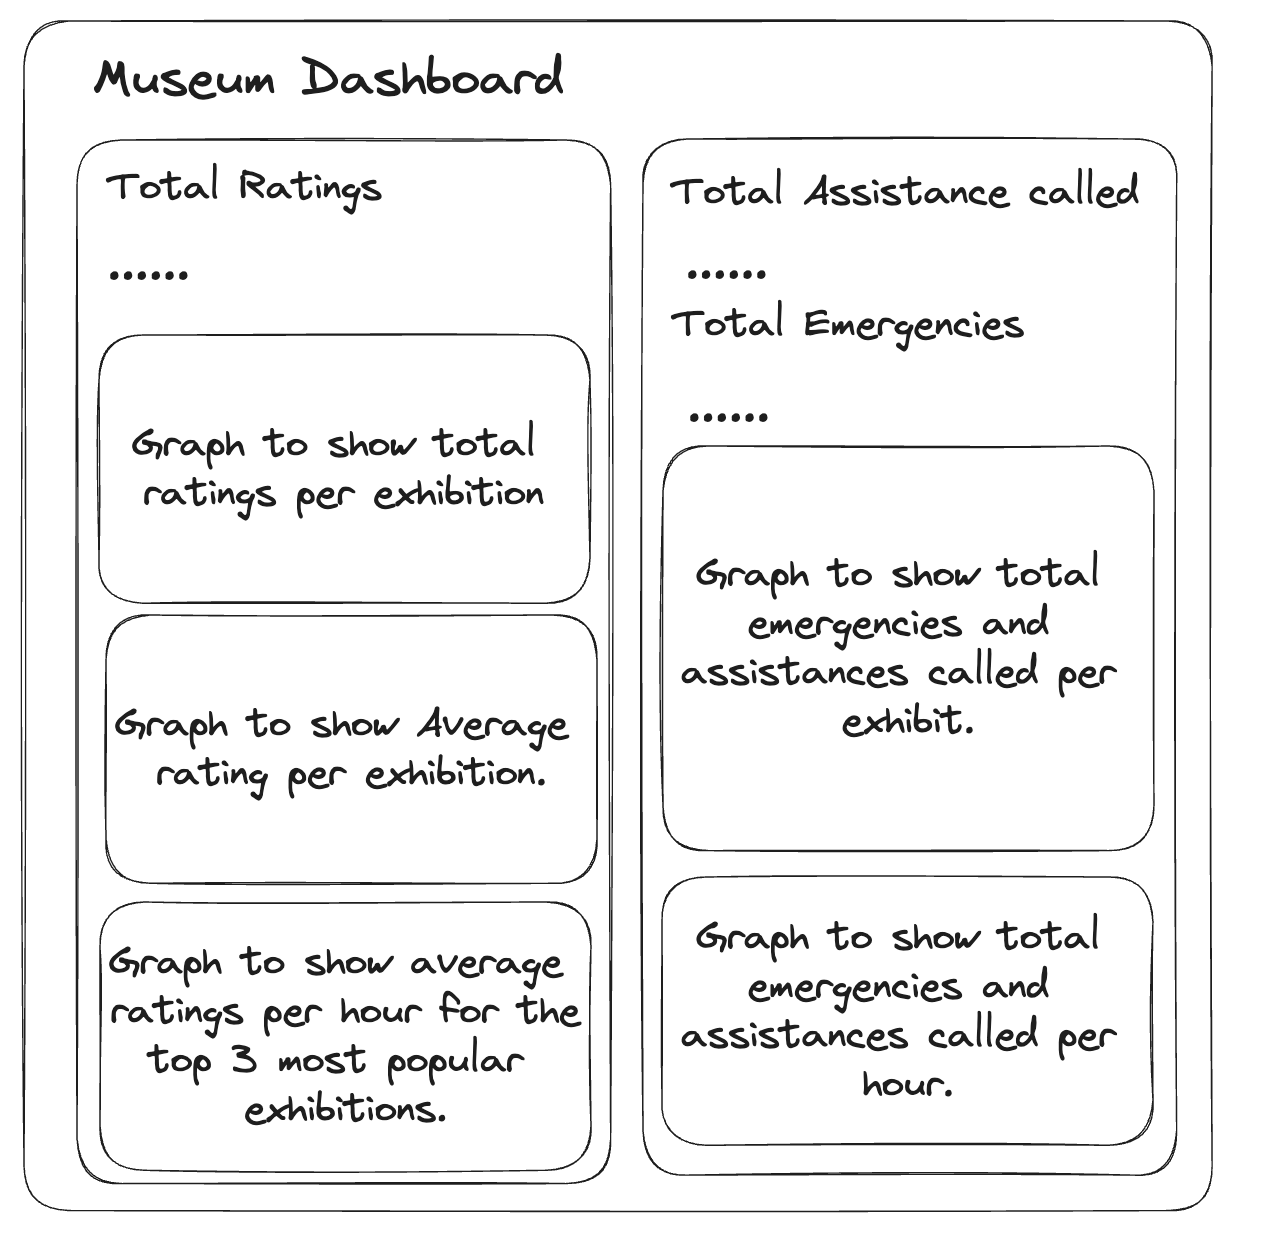 Museum Dashboard
Total Ratings
......
Graph to show total
ratings per exhibition
Graph to show Average
rating per exhibition.
Graph to show average
ratings per hour for the
top 3 most popular
exhibitions.
Total Assistance called
......
Total Emergencies
......
Graph to show total
emergencies and
assistances called per
exhibit.
Graph to show total
emergencies and
assistances called per
hour.